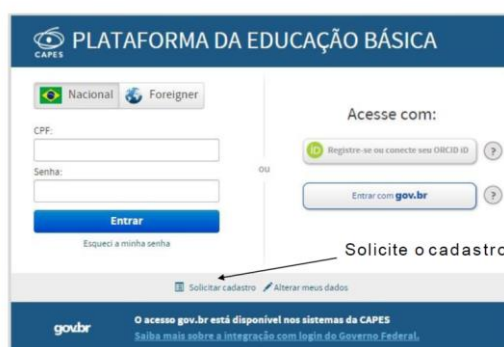 CAPES
PLATAFORMA DA EDUCAÇÃO BÁSICA
Nacional Foreigner
CPF:
Senha:
Entrar
Esqueci a minha senha
ou
Acesse com:
iD Registre-se ou conecte seu ORCID iD ?
Entrar com gov.br ?
Solicite o cadastro
Solicitar cadastro Alterar meus dados
gov.br
O acesso gov.br está disponível nos sistemas da CAPES
Saiba mais sobre a integração com login do Governo Federal.